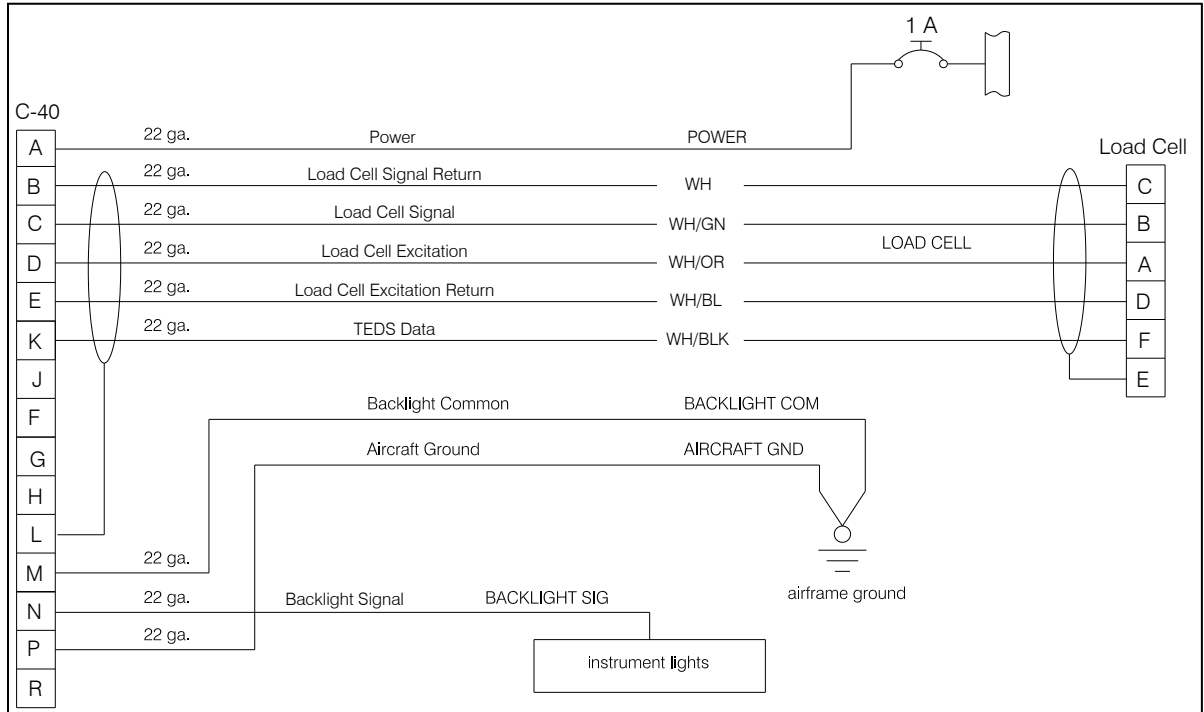 1 A
C-40
A 22 ga. Power POWER
Load Cell
B 22 ga. Load Cell Signal Return WH C
C 22 ga. Load Cell Signal WH/GN B
D 22 ga. Load Cell Excitation WH/OR LOAD CELL A
E 22 ga. Load Cell Excitation Return WH/BL D
K 22 ga. TEDS Data WH/BLK F
J E
F Backlight Common BACKLIGHT COM
G Aircraft Ground AIRCRAFT GND
H
L
M 22 ga.
airframe ground
N 22 ga. Backlight Signal BACKLIGHT SIG
P 22 ga.
instrument lights
R